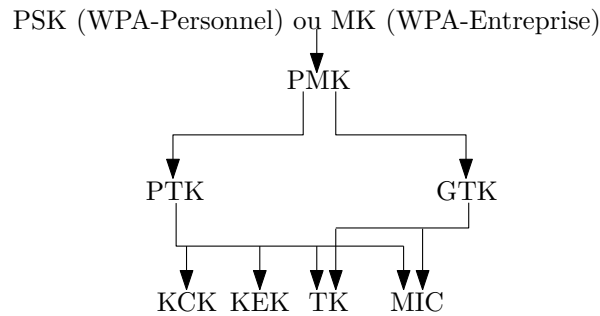 PSK (WPA-Personnel) ou MK (WPA-Entreprise)
PMK
PTK GTK
KCK KEK TK MIC